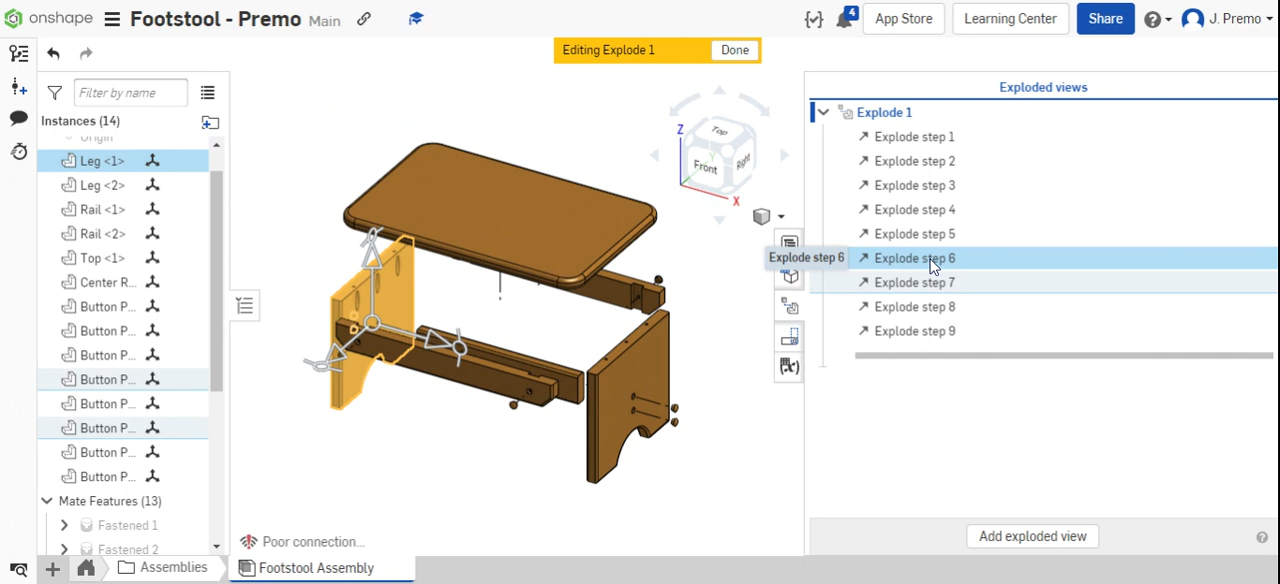 onshape Footstool - Premo Main
4 App Store Learning Center Share J. Premo
Editing Explode 1 Done
Filter by name
Instances (14)
Origin
Leg <1>
Leg <2>
Rail <1>
Rail <2>
Top <1>
Center R...
Button P...
Button P...
Button P...
Button P...
Button P...
Button P...
Button P...
Button P...
Mate Features (13)
Fastened 1
Fastened 2
Z
Top
Front
Right
Y
X
Explode step 6
Exploded views
Explode 1
Explode step 1
Explode step 2
Explode step 3
Explode step 4
Explode step 5
Explode step 6
Explode step 7
Explode step 8
Explode step 9
Add exploded view
Poor connection...
Assemblies
Footstool Assembly